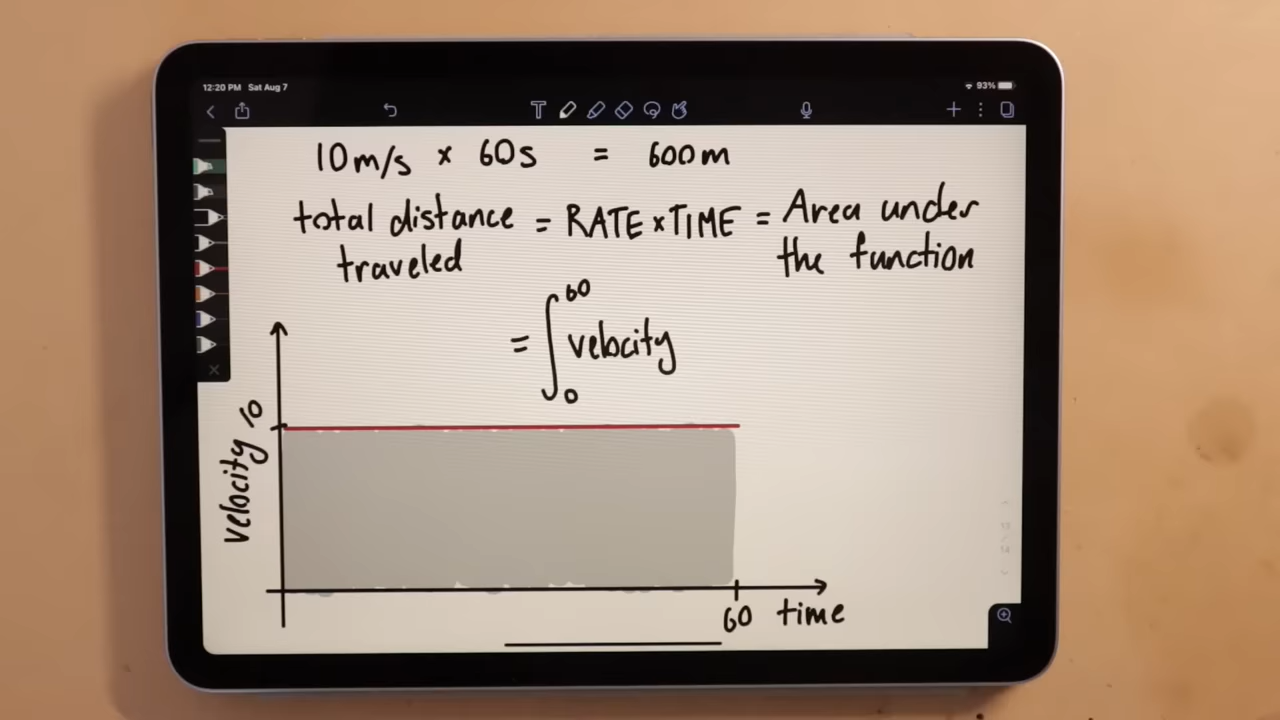 12:20 PM Sat Aug 7
93%
10m/s × 60s = 600m
total distance traveled = RATE × TIME = Area under the function
= ∫₀⁶⁰ velocity
velocity
10
60 time